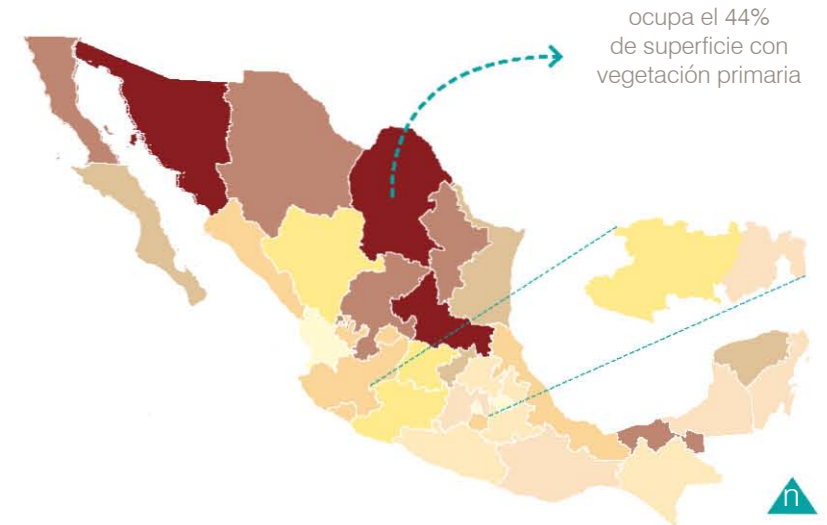 ocupa el 44%
de superficie con
vegetación primaria
n